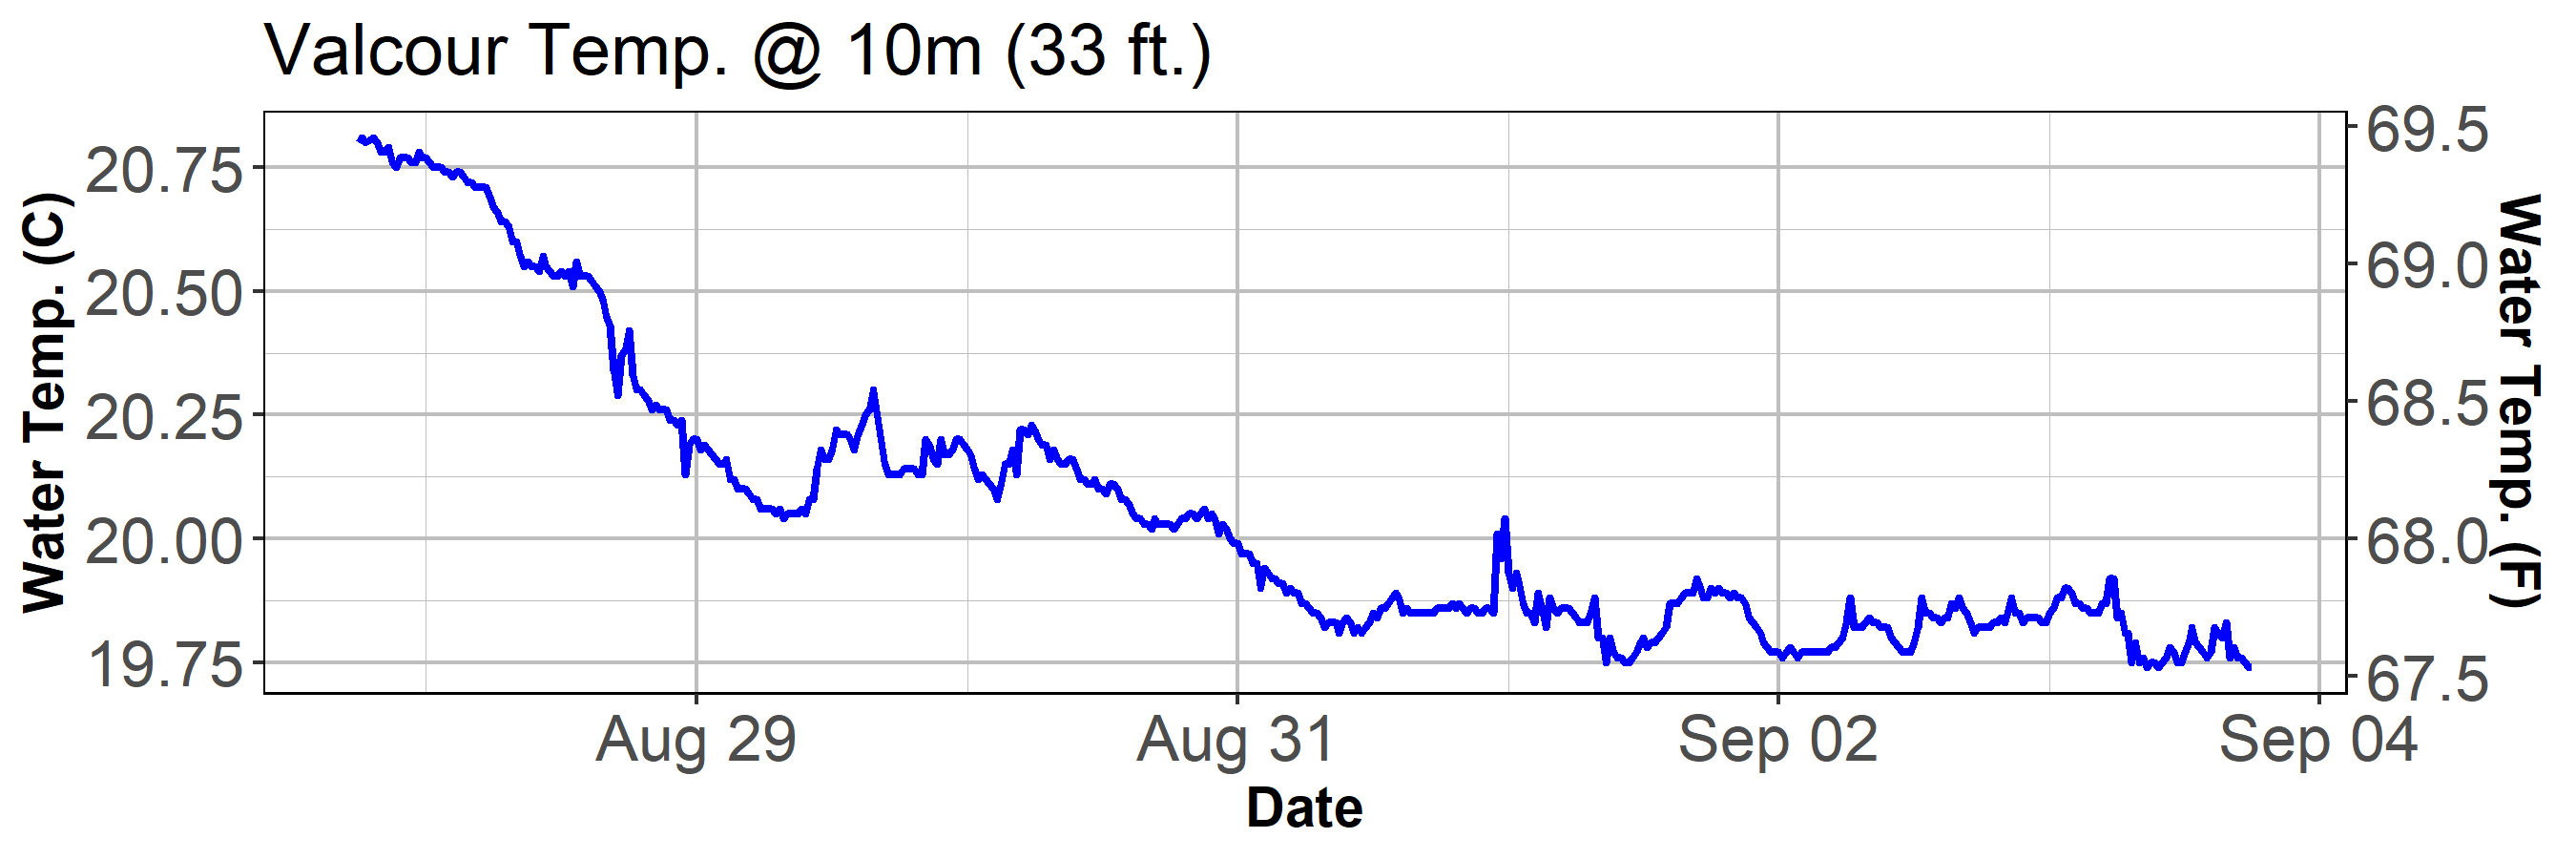 Valcour Temp. @ 10m (33 ft.)
Water Temp. (C)
20.75
20.50
20.25
20.00
19.75
69.5
69.0
68.5
68.0
67.5
Water Temp. (F)
Aug 29
Aug 31
Sep 02
Sep 04
Date